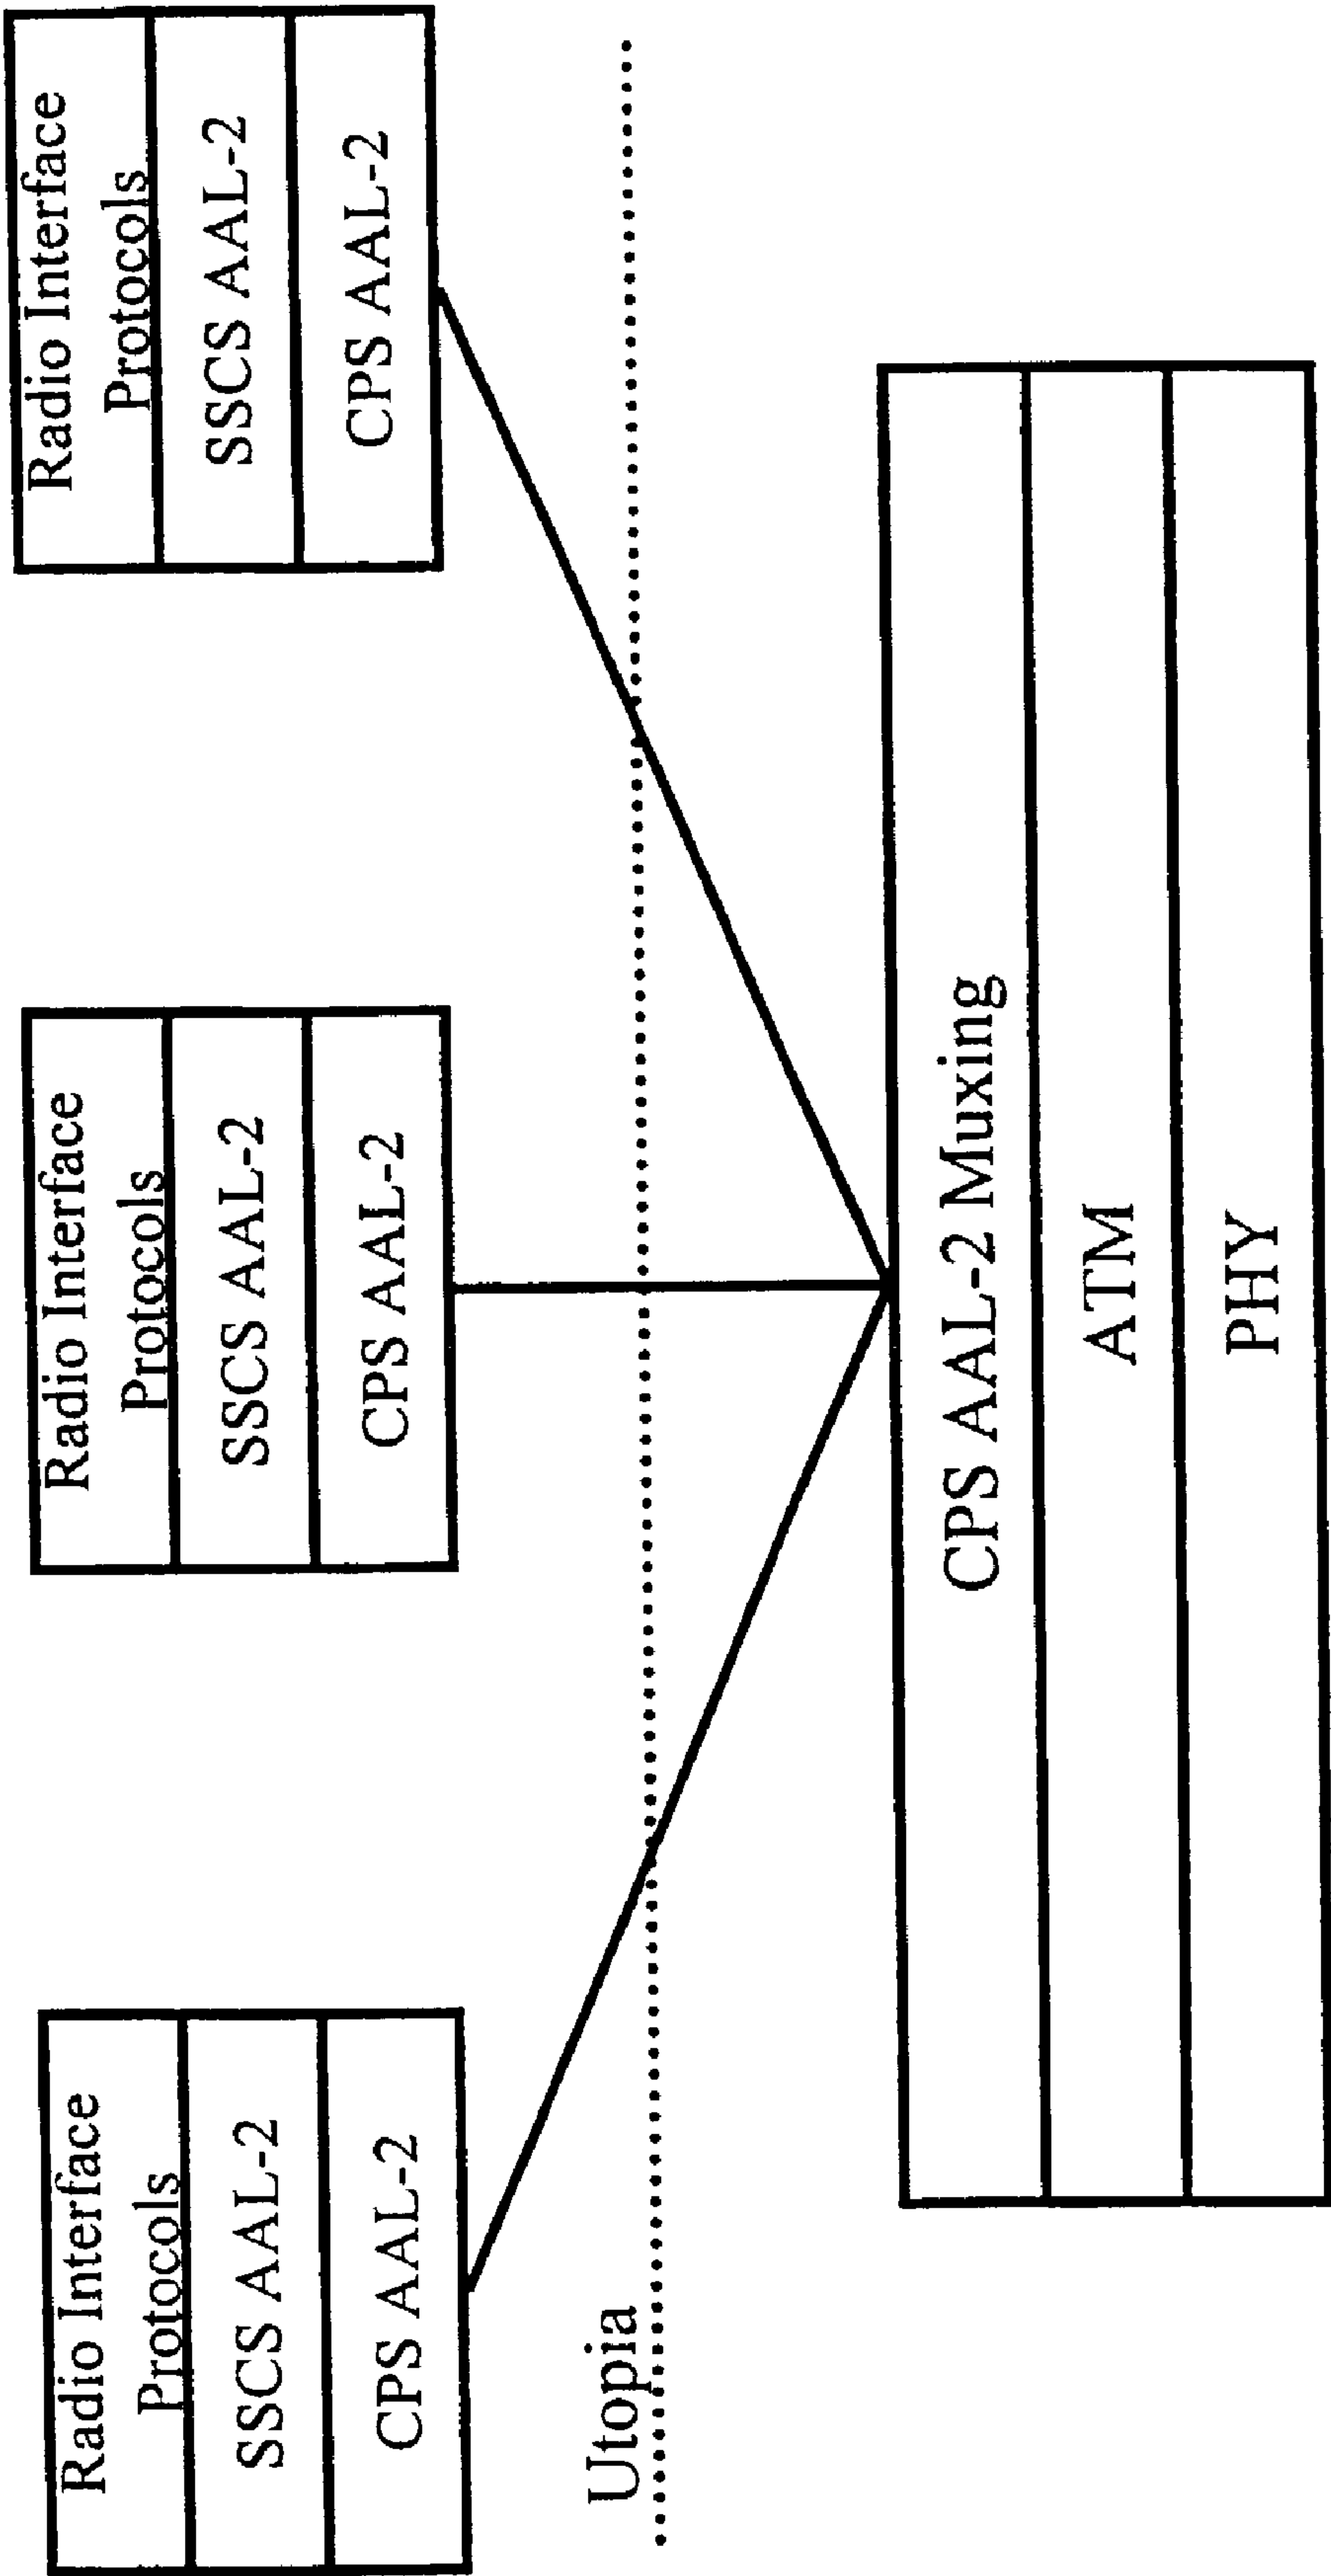 Radio Interface
Protocols
SSCS AAL-2
CPS AAL-2
Radio Interface
Protocols
SSCS AAL-2
CPS AAL-2
Radio Interface
Protocols
SSCS AAL-2
CPS AAL-2
Utopia
CPS AAL-2 Muxing
ATM
PHY